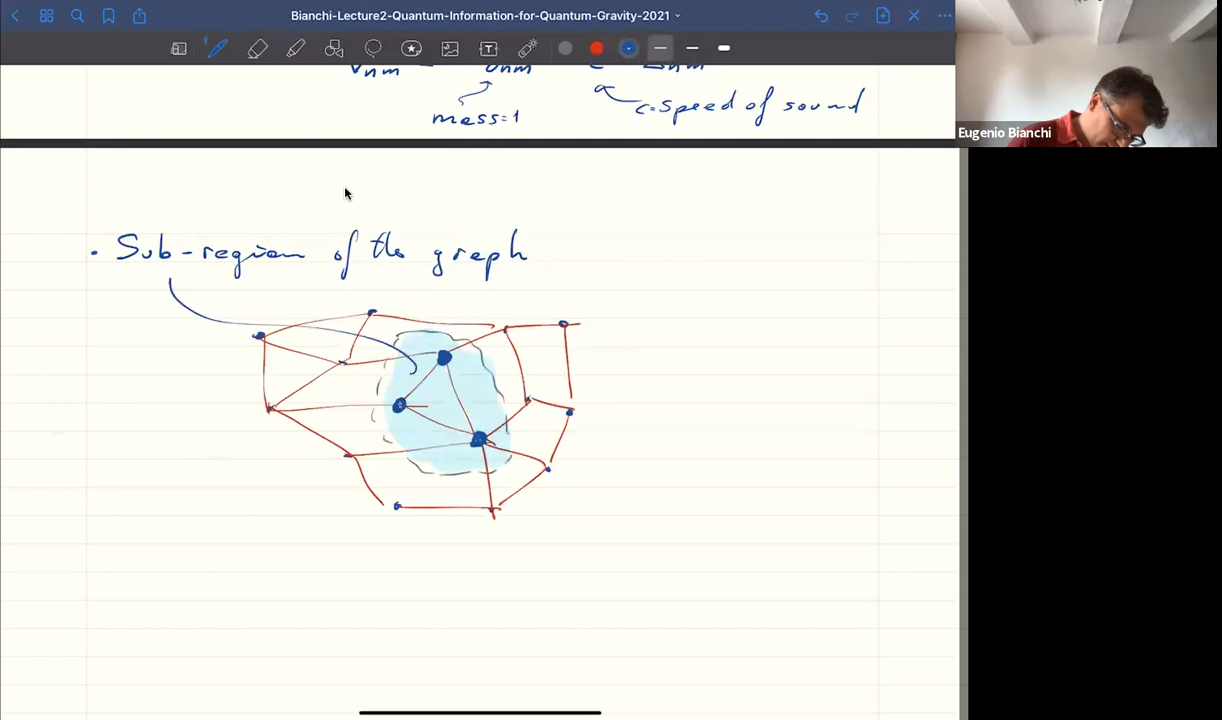 Bianchi-Lecture2-Quantum-Information-for-Quantum-Gravity-2021
mass=1
c=speed of sound
Eugenio Bianchi
• Sub-region of the graph